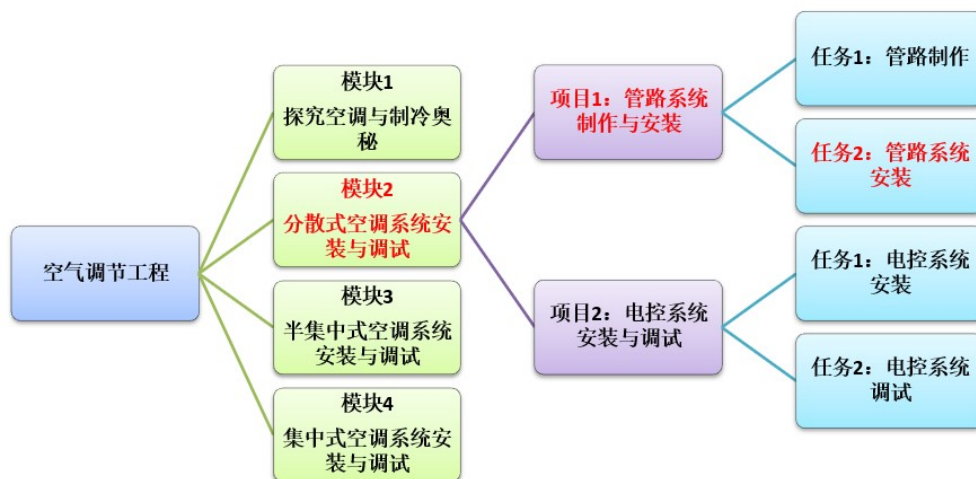 空气调节工程
模块1
探究空调与制冷奥
秘
模块2
分散式空调系统安
装与调试
模块3
半集中式空调系统
安装与调试
模块4
集中式空调系统安
装与调试
项目1：管路系统
制作与安装
项目2：电控系统
安装与调试
任务1：管路制作
任务2：管路系统
安装
任务1：电控系统
安装
任务2：电控系统
调试